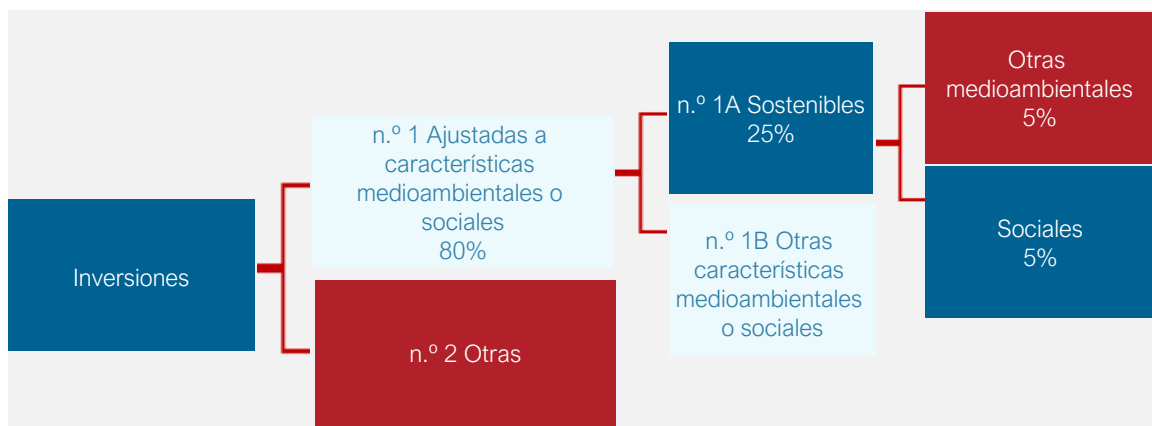 Inversiones
n.º 1 Ajustadas a
características
medioambientales o
sociales
80%
n.º 2 Otras
n.º 1A Sostenibles
25%
n.º 1B Otras
características
medioambientales
o sociales
Otras
medioambientales
5%
Sociales
5%